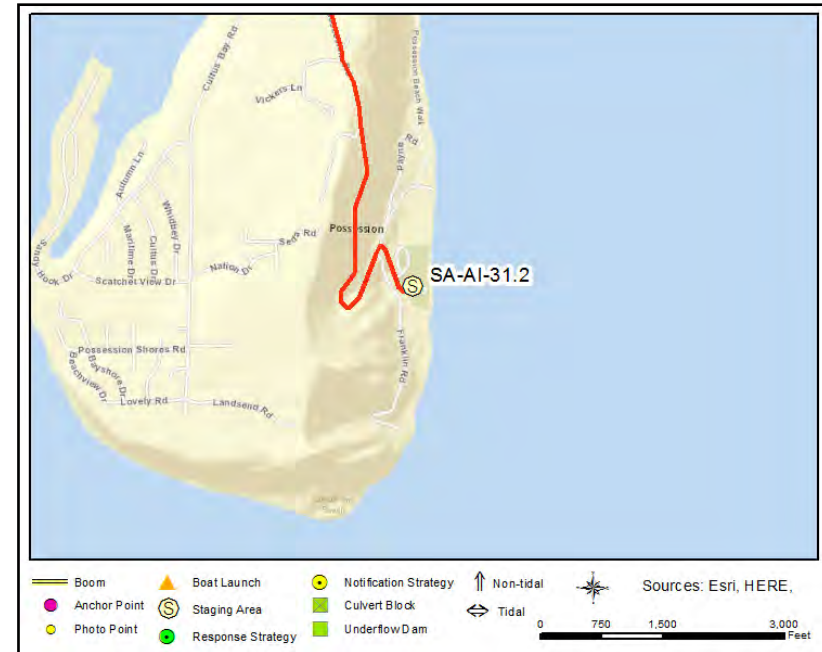 Cultus Bay Rd
Possession Beach Walk
Vickers Ln
Payne Rd
Autumn Ln
Whidbey Dr
Cultus Dr
Maritime Dr
Sandy Hook Dr
Possession
Rd
Nation Dr
Scatchet View Dr
SA-AI-31.2
S
Possession Shores Rd
Bayshore Dr
Beachview Dr
Lovely Rd
Landsend Rd
Franklin Rd
Boom
Boat Launch
Notification Strategy
Non-tidal
Sources: Esri, HERE,
Anchor Point
S Staging Area
Culvert Block
Tidal
Photo Point
Response Strategy
Underflow Dam
0 750 1,500 3,000
Feet